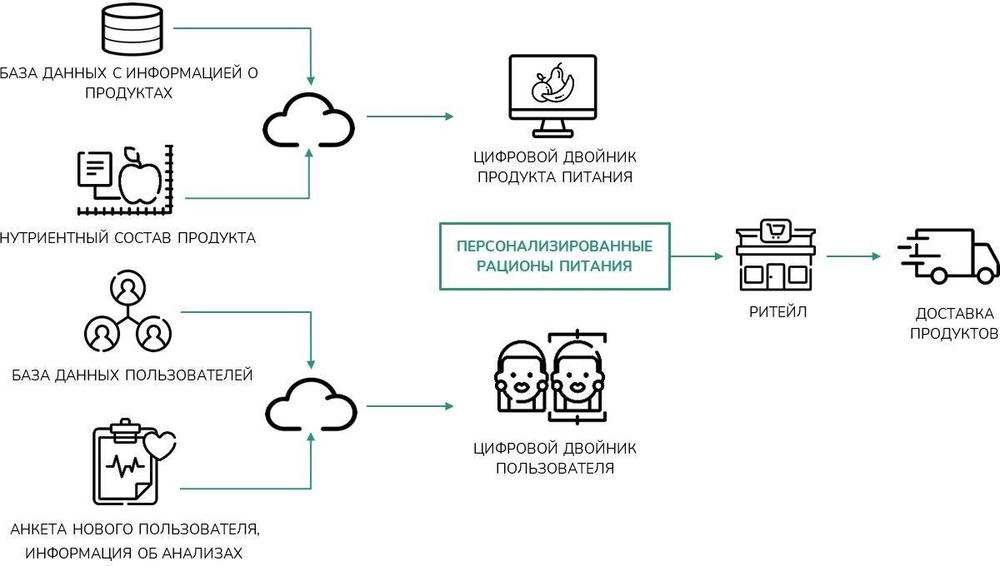 БАЗА ДАННЫХ С ИНФОРМАЦИЕЙ О
ПРОДУКТАХ
НУТРИЕНТНЫЙ СОСТАВ ПРОДУКТА
БАЗА ДАННЫХ ПОЛЬЗОВАТЕЛЕЙ
АНКЕТА НОВОГО ПОЛЬЗОВАТЕЛЯ,
ИНФОРМАЦИЯ ОБ АНАЛИЗАХ
ЦИФРОВОЙ ДВОЙНИК
ПРОДУКТА ПИТАНИЯ
ПЕРСОНАЛИЗИРОВАННЫЕ
РАЦИОНЫ ПИТАНИЯ
ЦИФРОВОЙ ДВОЙНИК
ПОЛЬЗОВАТЕЛЯ
РИТЕЙЛ
ДОСТАВКА
ПРОДУКТОВ